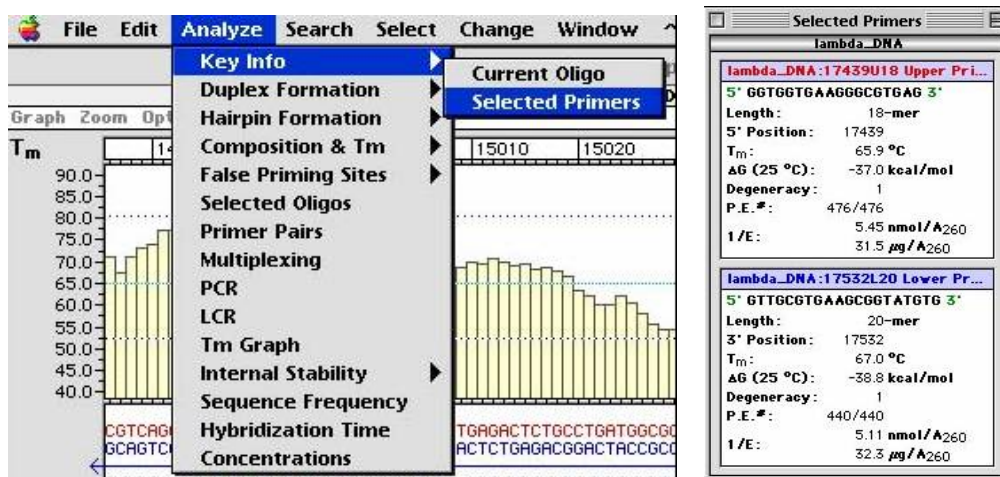 File Edit Analyze Search Select Change Window
Key Info
Current Oligo
Selected Primers
Duplex Formation
Hairpin Formation
Composition & Tm
False Priming Sites
Selected Oligos
Primer Pairs
Multiplexing
PCR
LCR
Tm Graph
Internal Stability
Sequence Frequency
Hybridization Time
Concentrations
Graph Zoom
Tm
15010 15020
90.0
85.0
80.0
75.0
70.0
65.0
60.0
55.0
50.0
45.0
40.0
CGTCAG TGAGACTCTGCCTGATGGCGC
GCAGTC ACTCTGAGACGGACTACCGCG
Selected Primers
lambda_DNA
lambda_DNA:17439U18 Upper Pri...
5' GGTGGTGAAGGGCGTGAG 3'
Length: 18-mer
5' Position: 17439
Tm: 65.9 °C
ΔG (25 °C): -37.0 kcal/mol
Degeneracy: 1
P.E.#: 476/476
1/E: 5.45 nmol/A260
31.5 µg/A260
lambda_DNA:17532L20 Lower Pr...
5' GTTGCGTGAAGCGGTATGTG 3'
Length: 20-mer
3' Position: 17532
Tm: 67.0 °C
ΔG (25 °C): -38.8 kcal/mol
Degeneracy: 1
P.E.#: 440/440
1/E: 5.11 nmol/A260
32.3 µg/A260